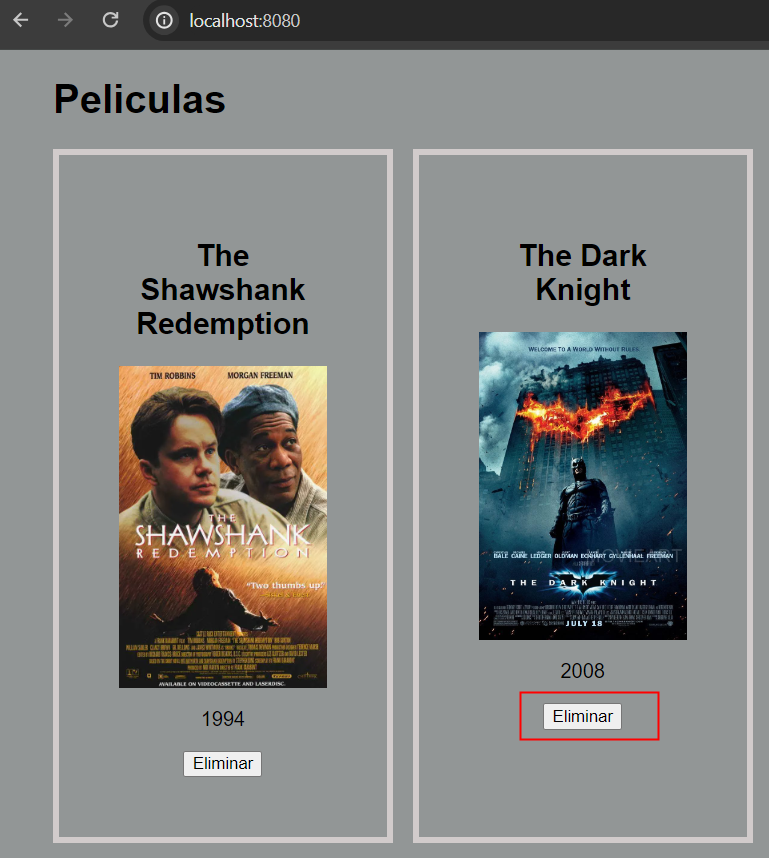 localhost:8080
Peliculas
The
Shawshank
Redemption
TIM ROBBINS MORGAN FREEMAN
THE
SHAWSHANK
REDEMPTION
"Two thumbs up!
AVAILABLE ON VIDEOCASSETTE AND LASERDISC.
1994
Eliminar
The Dark
Knight
WELCOME TO A WORLD WITHOUT RULES.
BALE CAINE LEDGER OLDMAN ECKHART GYLLENHAAL FREEMAN
THE DARK KNIGHT
JULY 18
2008
Eliminar